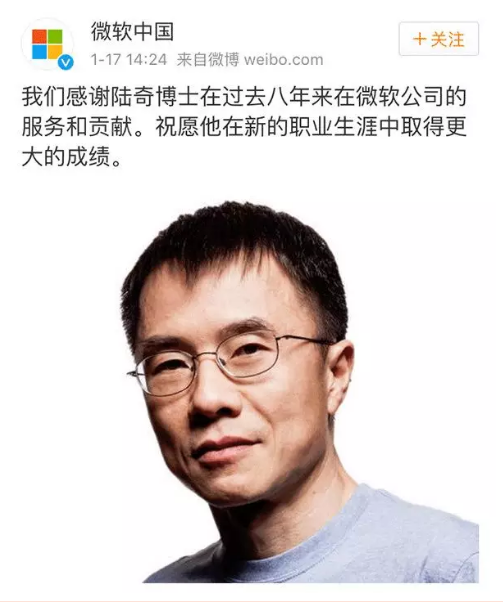 微软中国
+关注
1-17 14:24 来自微博 weibo.com
我们感谢陆奇博士在过去八年来在微软公司的
服务和贡献。祝愿他在新的职业生涯中取得更
大的成绩。